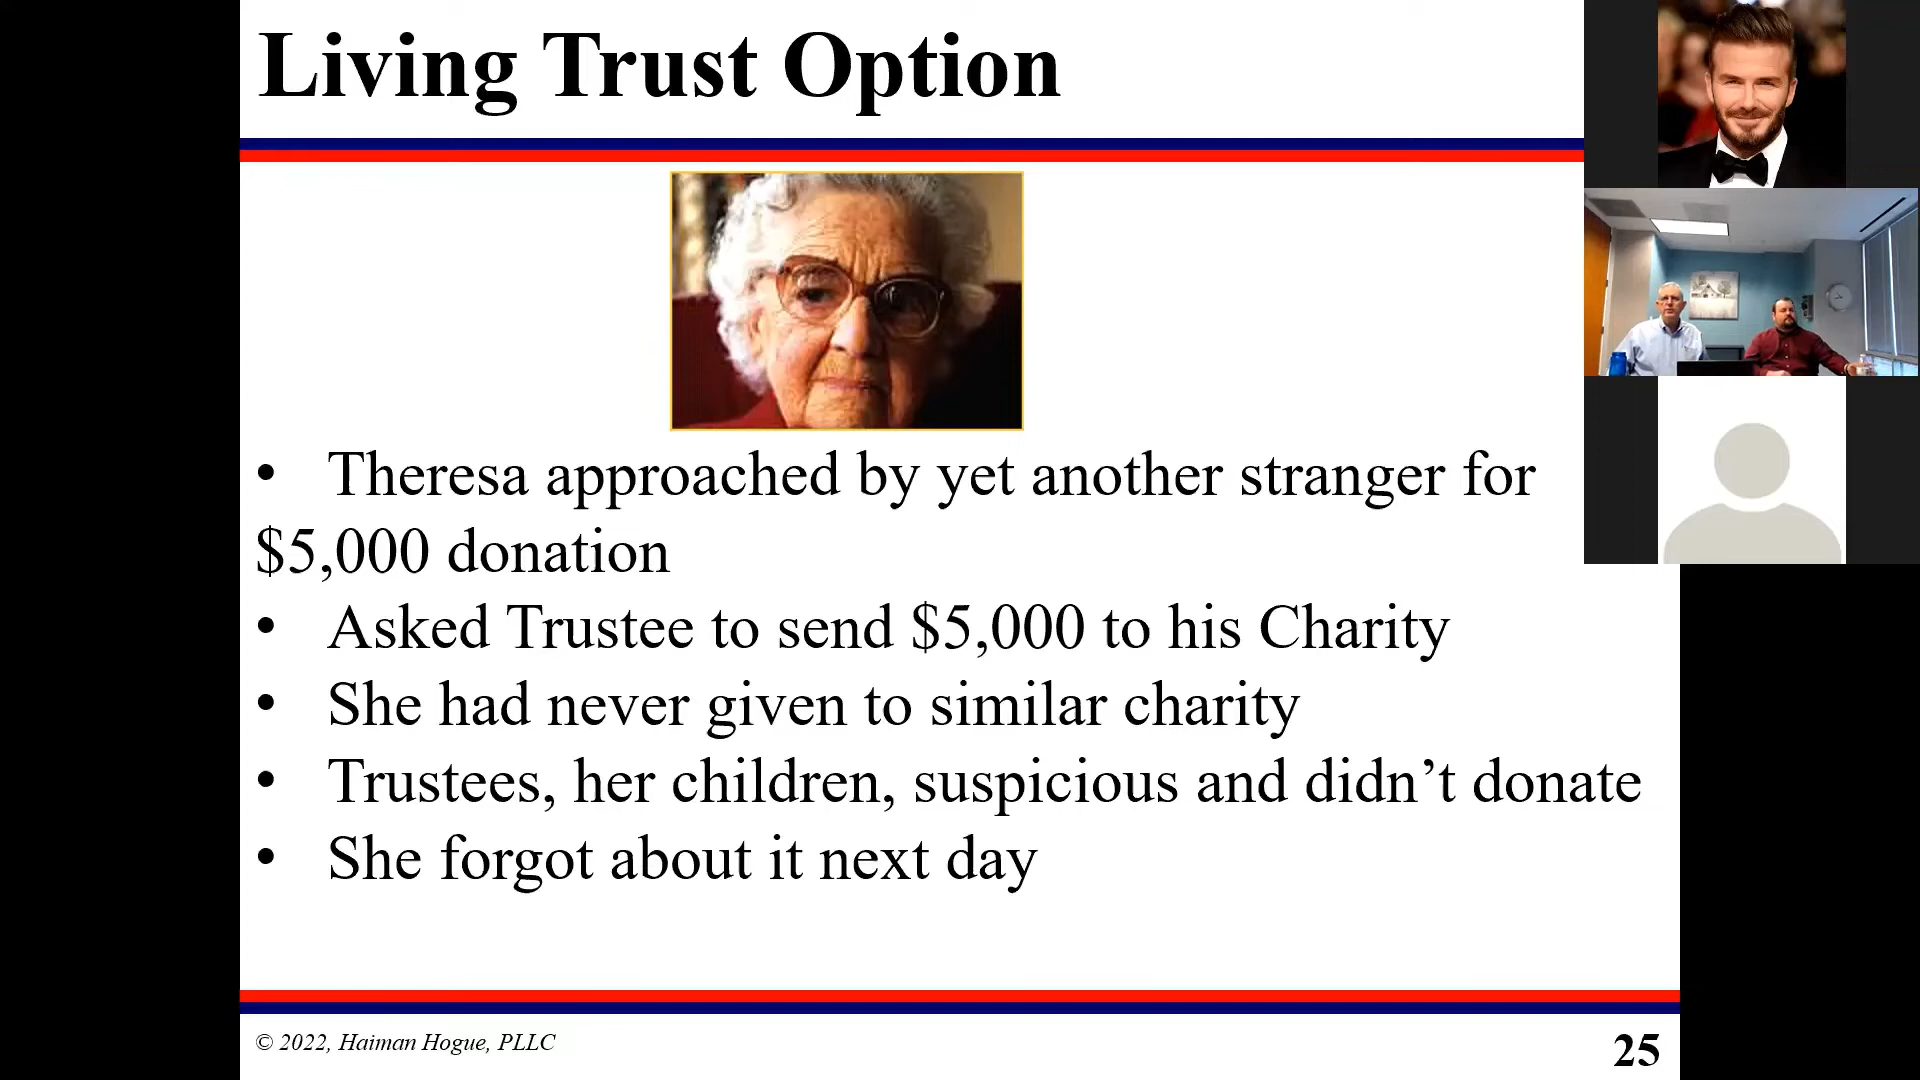 Living Trust Option
• Theresa approached by yet another stranger for
$5,000 donation
• Asked Trustee to send $5,000 to his Charity
• She had never given to similar charity
• Trustees, her children, suspicious and didn’t donate
• She forgot about it next day
© 2022, Haiman Hogue, PLLC
25